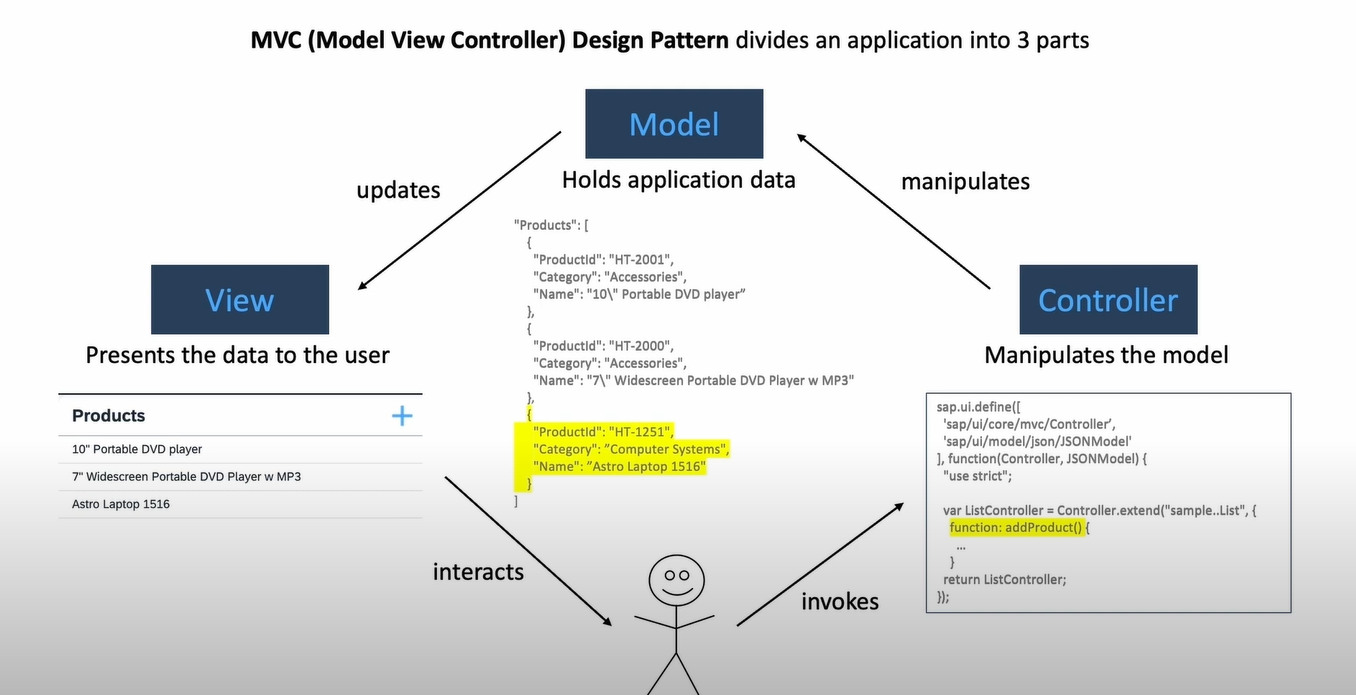 MVC (Model View Controller) Design Pattern divides an application into 3 parts
Model
Holds application data
updates
manipulates
"Products": [
{
"ProductId": "HT-2001",
"Category": "Accessories",
"Name": "10\" Portable DVD player”
},
{
"ProductId": "HT-2000",
"Category": "Accessories",
"Name": "7\" Widescreen Portable DVD Player w MP3"
},
{
"ProductId": "HT-1251",
"Category": ”Computer Systems",
"Name": ”Astro Laptop 1516"
}
]
View
Presents the data to the user
Products
10" Portable DVD player
7" Widescreen Portable DVD Player w MP3
Astro Laptop 1516
Controller
Manipulates the model
sap.ui.define([
'sap/ui/core/mvc/Controller’,
'sap/ui/model/json/JSONModel'
], function(Controller, JSONModel) {
"use strict";
var ListController = Controller.extend("sample..List", {
function: addProduct() {
...
}
return ListController;
});
interacts
invokes